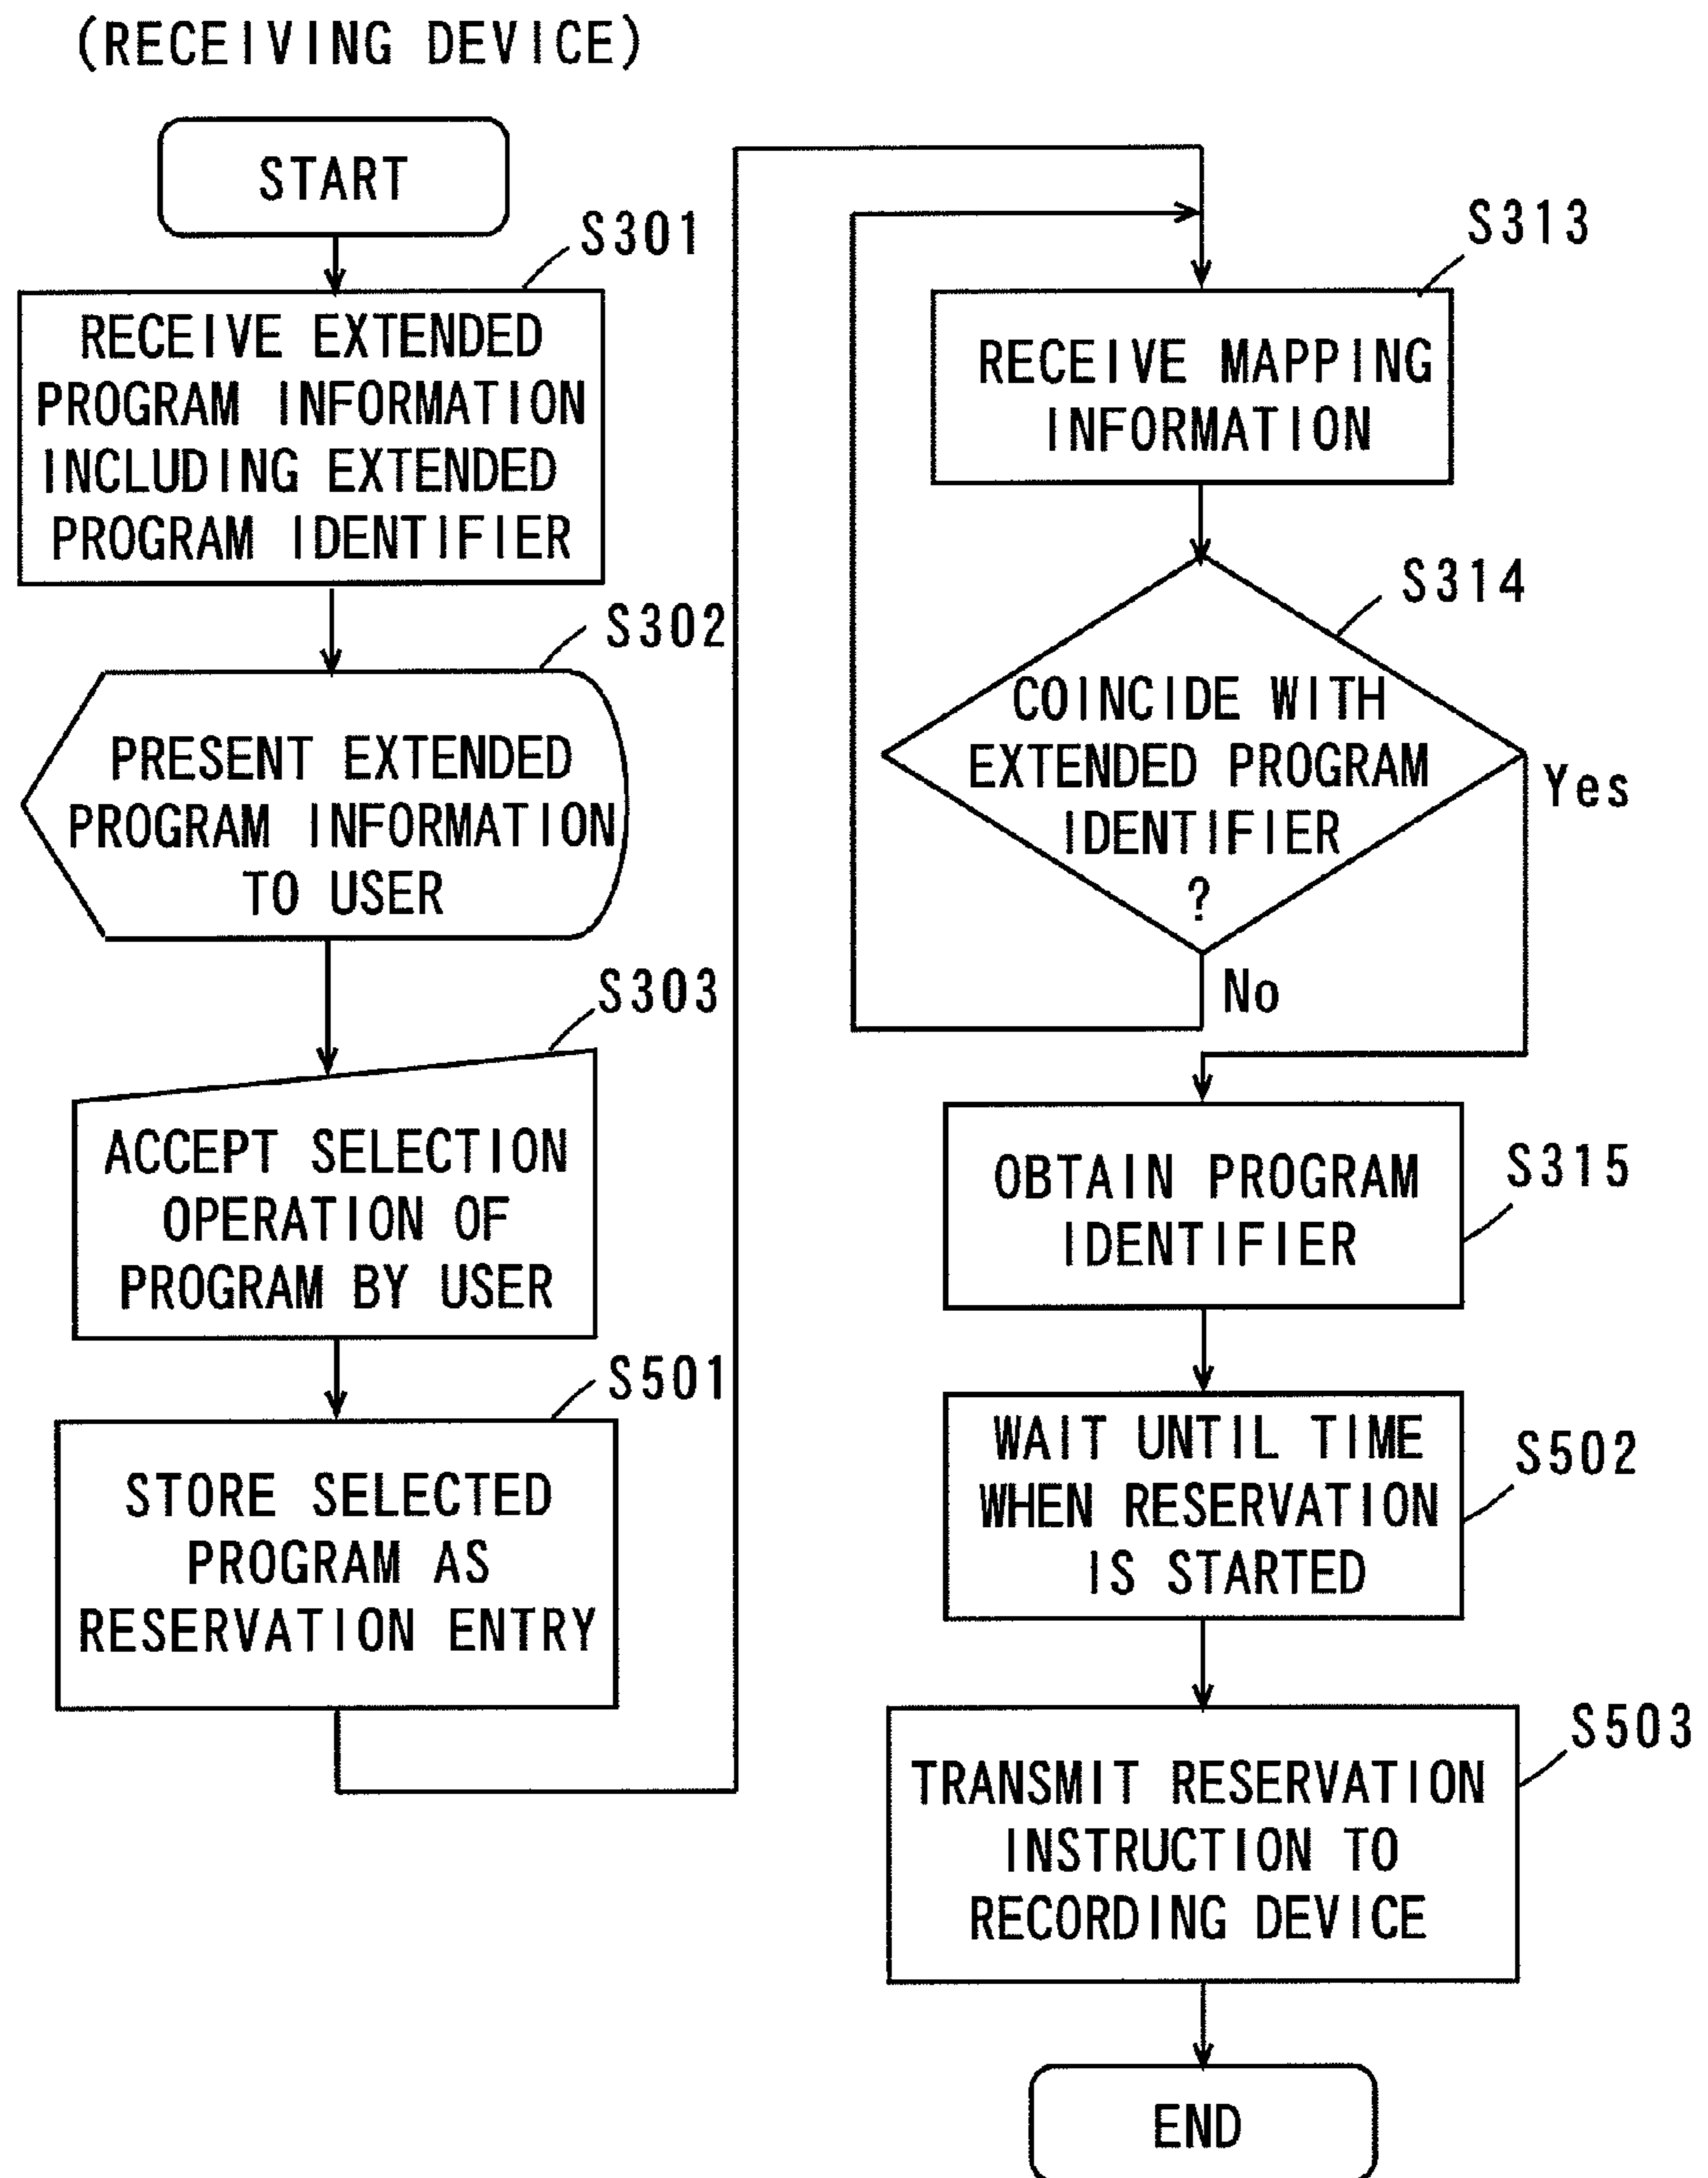 (RECEIVING DEVICE)
START
S301
RECEIVE EXTENDED
PROGRAM INFORMATION
INCLUDING EXTENDED
PROGRAM IDENTIFIER
S302
PRESENT EXTENDED
PROGRAM INFORMATION
TO USER
S303
ACCEPT SELECTION
OPERATION OF
PROGRAM BY USER
S501
STORE SELECTED
PROGRAM AS
RESERVATION ENTRY
S313
RECEIVE MAPPING
INFORMATION
S314
COINCIDE WITH
EXTENDED PROGRAM
IDENTIFIER
?
Yes
No
S315
OBTAIN PROGRAM
IDENTIFIER
S502
WAIT UNTIL TIME
WHEN RESERVATION
IS STARTED
S503
TRANSMIT RESERVATION
INSTRUCTION TO
RECORDING DEVICE
END